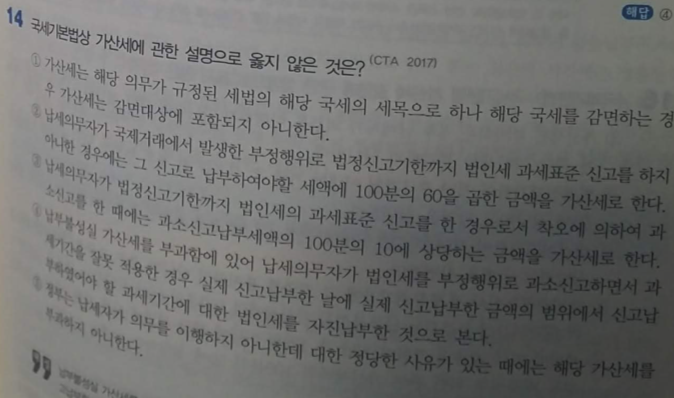 해답 ④
14 국세기본법상 가산세에 관한 설명으로 옳지 않은 것은? (CTA 2017)
① 가산세는 해당 의무가 규정된 세법의 해당 국세의 세목으로 하나 해당 국세를 감면하는 경
우 가산세는 감면대상에 포함되지 아니한다.
② 납세의무자가 국제거래에서 발생한 부정행위로 법정신고기한까지 법인세 과세표준 신고를 하지
아니한 경우에는 그 신고로 납부하여야할 세액에 100분의 60을 곱한 금액을 가산세로 한다.
③ 납세의무자가 법정신고기한까지 법인세의 과세표준 신고를 한 경우로서 착오에 의하여 과
소신고를 한 때에는 과소신고납부세액의 100분의 10에 상당하는 금액을 가산세로 한다.
④ 납부불성실 가산세를 부과함에 있어 납세의무자가 법인세를 부정행위로 과소신고하면서 과
세기간을 잘못 적용한 경우 실제 신고납부한 날에 실제 신고납부한 금액의 범위에서 신고납
부하였어야 할 과세기간에 대한 법인세를 자진납부한 것으로 본다.
⑤ 정부는 납세자가 의무를 이행하지 아니한데 대한 정당한 사유가 있는 때에는 해당 가산세를
부과하지 아니한다.
납부불성실